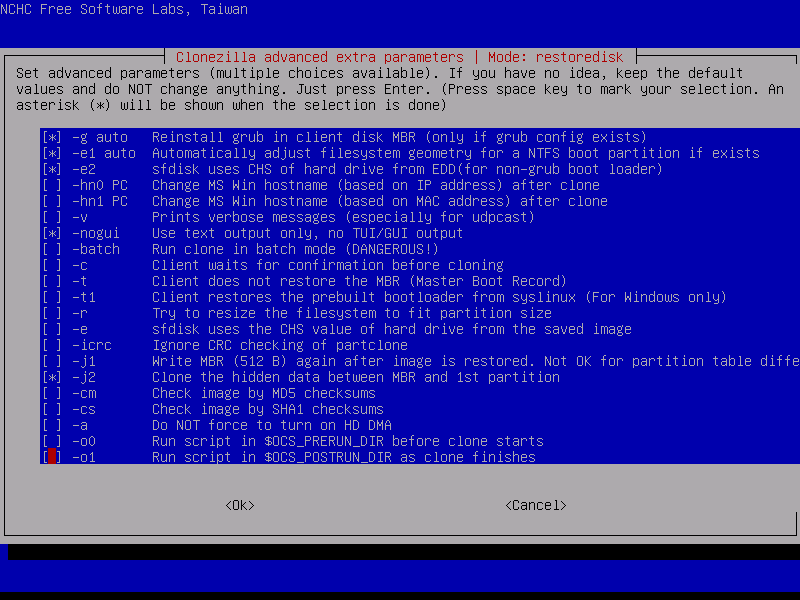 NCHC Free Software Labs, Taiwan
Clonezilla advanced extra parameters | Mode: restoredisk
Set advanced parameters (multiple choices available). If you have no idea, keep the default
values and do NOT change anything. Just press Enter. (Press space key to mark your selection. An
asterisk (*) will be shown when the selection is done)
[*] -g auto Reinstall grub in client disk MBR (only if grub config exists)
[*] -e1 auto Automatically adjust filesystem geometry for a NTFS boot partition if exists
[*] -e2 sfdisk uses CHS of hard drive from EDD(for non-grub boot loader)
[ ] -hn0 PC Change MS Win hostname (based on IP address) after clone
[ ] -hn1 PC Change MS Win hostname (based on MAC address) after clone
[ ] -v Prints verbose messages (especially for udpcast)
[*] -nogui Use text output only, no TUI/GUI output
[ ] -batch Run clone in batch mode (DANGEROUS!)
[ ] -c Client waits for confirmation before cloning
[ ] -t Client does not restore the MBR (Master Boot Record)
[ ] -t1 Client restores the prebuilt bootloader from syslinux (For Windows only)
[ ] -r Try to resize the filesystem to fit partition size
[ ] -e sfdisk uses the CHS value of hard drive from the saved image
[ ] -icrc Ignore CRC checking of partclone
[ ] -j1 Write MBR (512 B) again after image is restored. Not OK for partition table diffe
[*] -j2 Clone the hidden data between MBR and 1st partition
[ ] -cm Check image by MD5 checksums
[ ] -cs Check image by SHA1 checksums
[ ] -a Do NOT force to turn on HD DMA
[ ] -o0 Run script in $OCS_PRERUN_DIR before clone starts
[ ] -o1 Run script in $OCS_POSTRUN_DIR as clone finishes
<Ok> <Cancel>